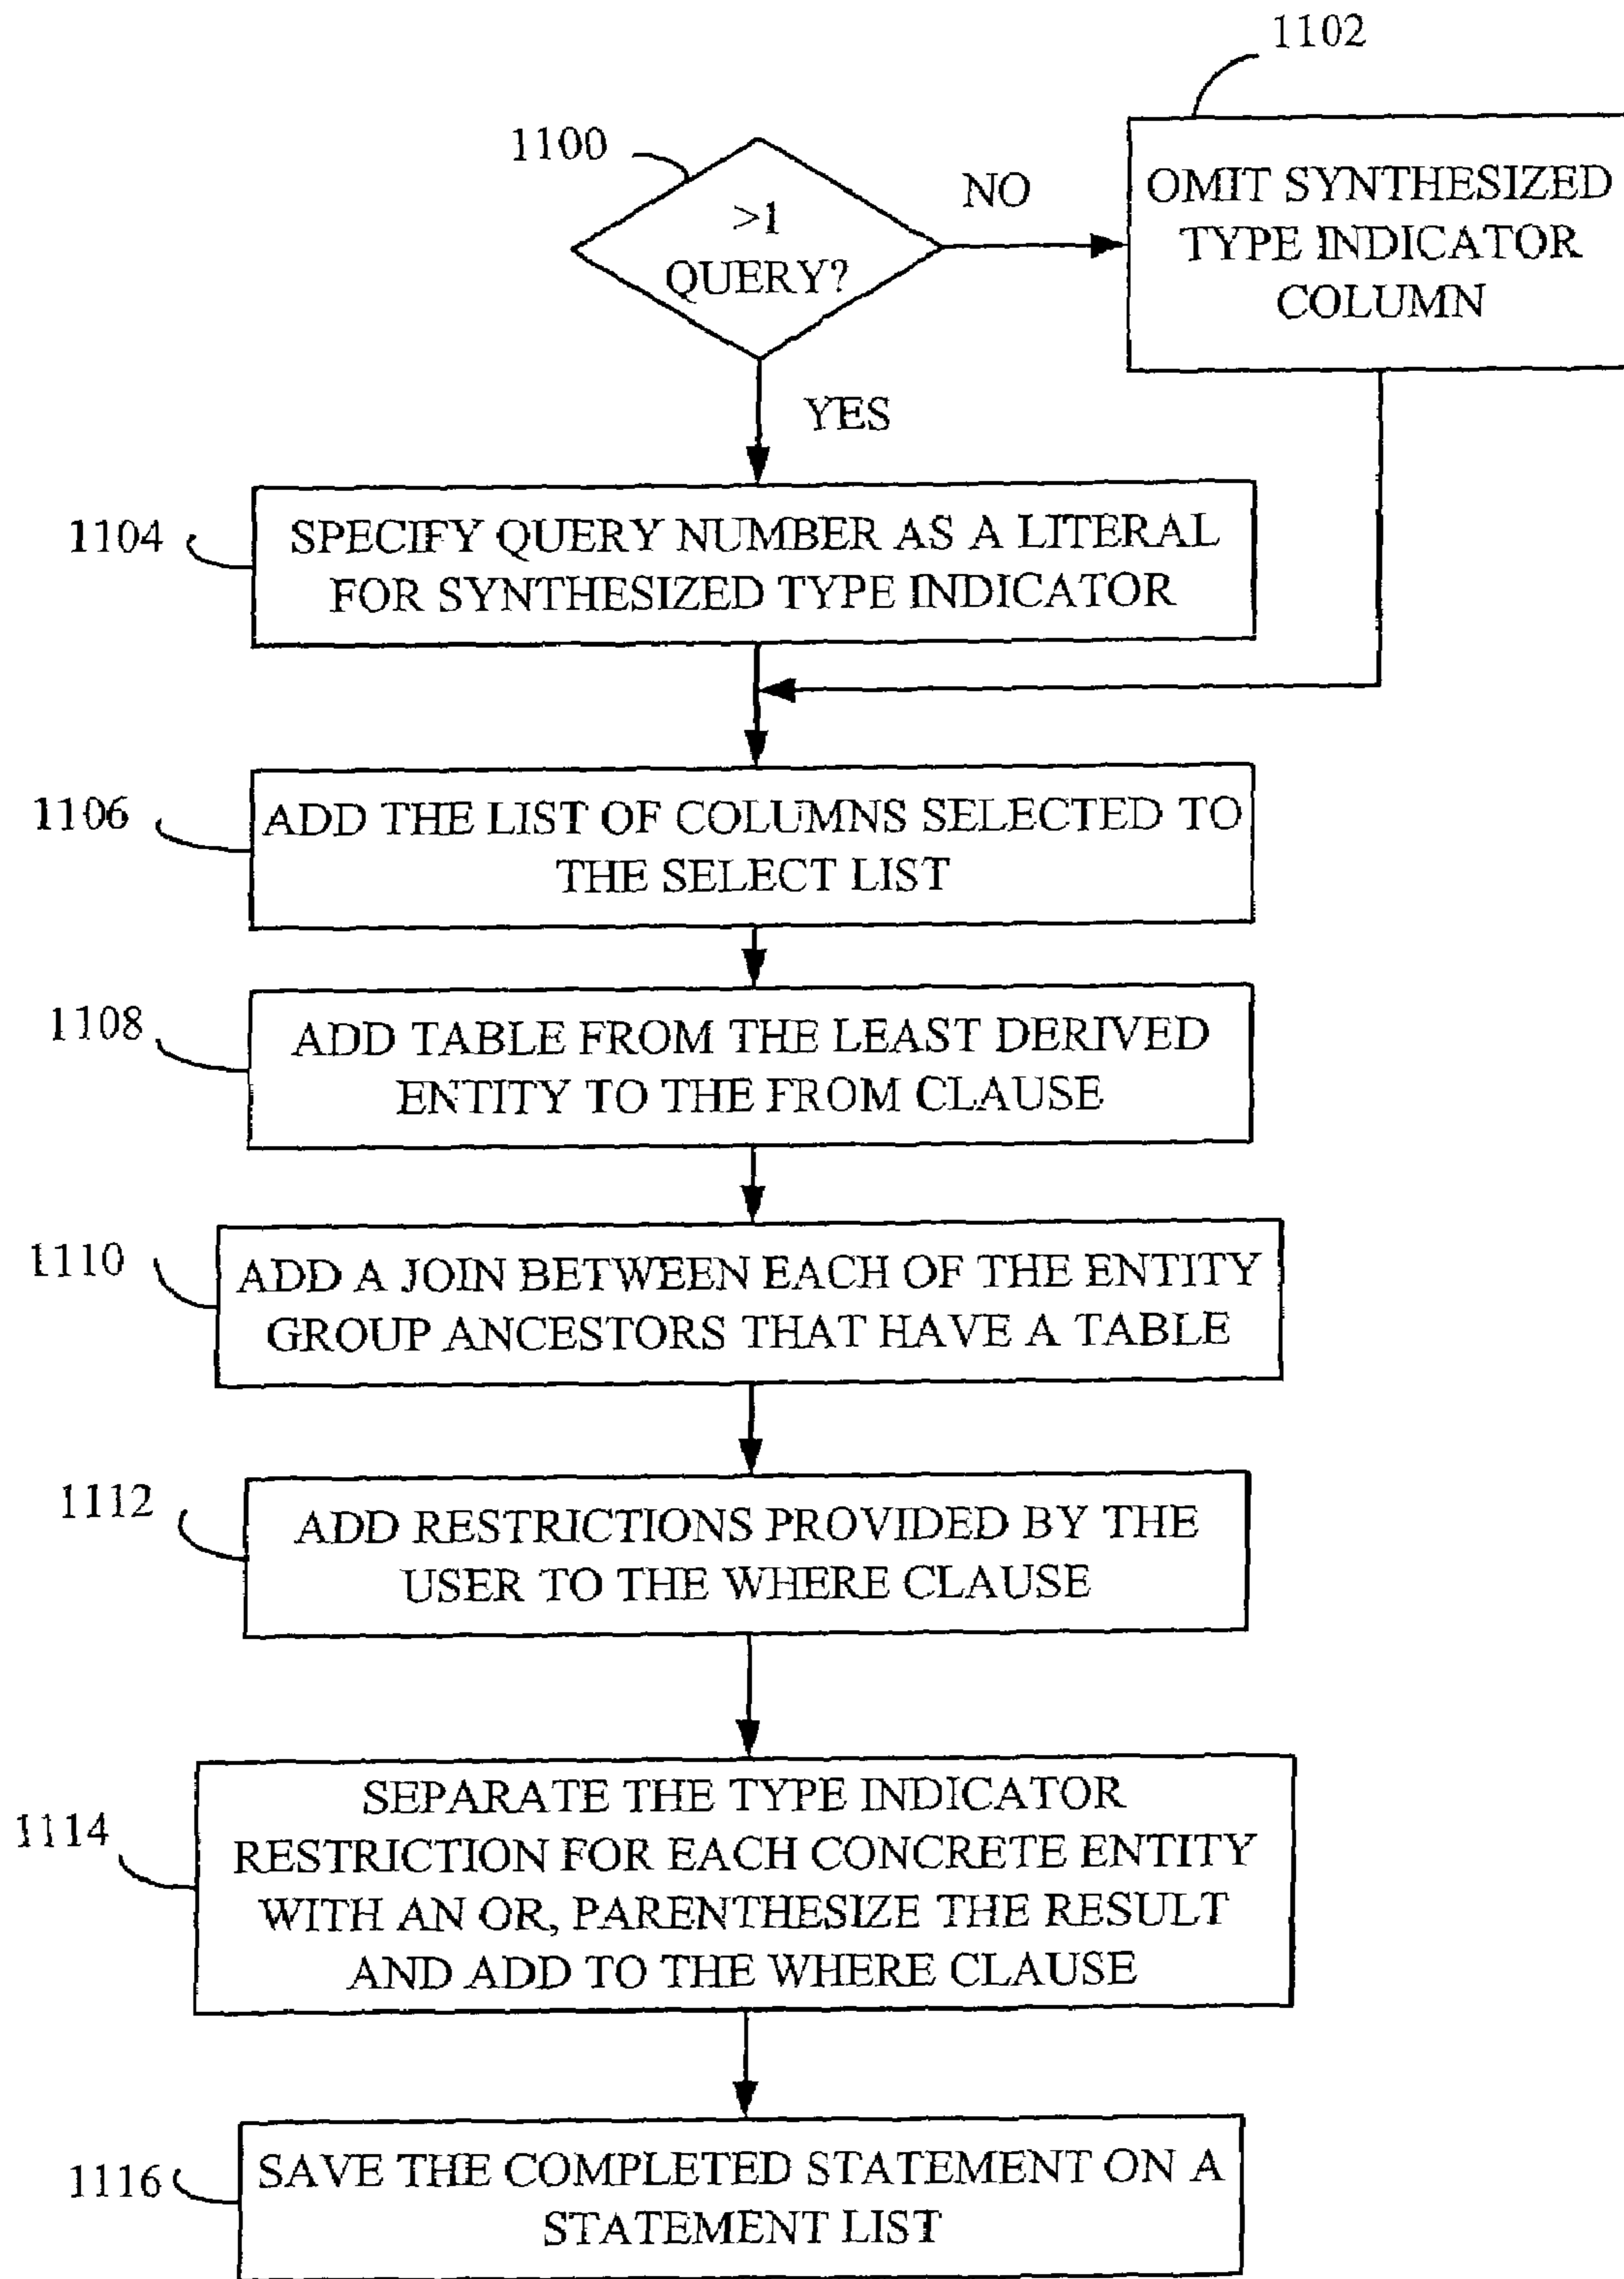 1102
1100
>1
QUERY?
NO
OMIT SYNTHESIZED
TYPE INDICATOR
COLUMN
YES
1104
SPECIFY QUERY NUMBER AS A LITERAL
FOR SYNTHESIZED TYPE INDICATOR
1106
ADD THE LIST OF COLUMNS SELECTED TO
THE SELECT LIST
1108
ADD TABLE FROM THE LEAST DERIVED
ENTITY TO THE FROM CLAUSE
1110
ADD A JOIN BETWEEN EACH OF THE ENTITY
GROUP ANCESTORS THAT HAVE A TABLE
1112
ADD RESTRICTIONS PROVIDED BY THE
USER TO THE WHERE CLAUSE
1114
SEPARATE THE TYPE INDICATOR
RESTRICTION FOR EACH CONCRETE ENTITY
WITH AN OR, PARENTHESIZE THE RESULT
AND ADD TO THE WHERE CLAUSE
1116
SAVE THE COMPLETED STATEMENT ON A
STATEMENT LIST